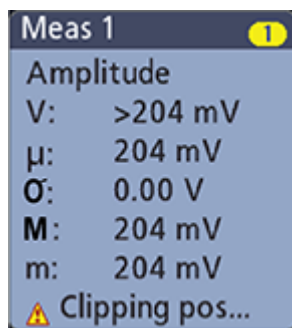 Meas 1 1
Amplitude
V: >204 mV
μ: 204 mV
σ: 0.00 V
M: 204 mV
m: 204 mV
Clipping pos...